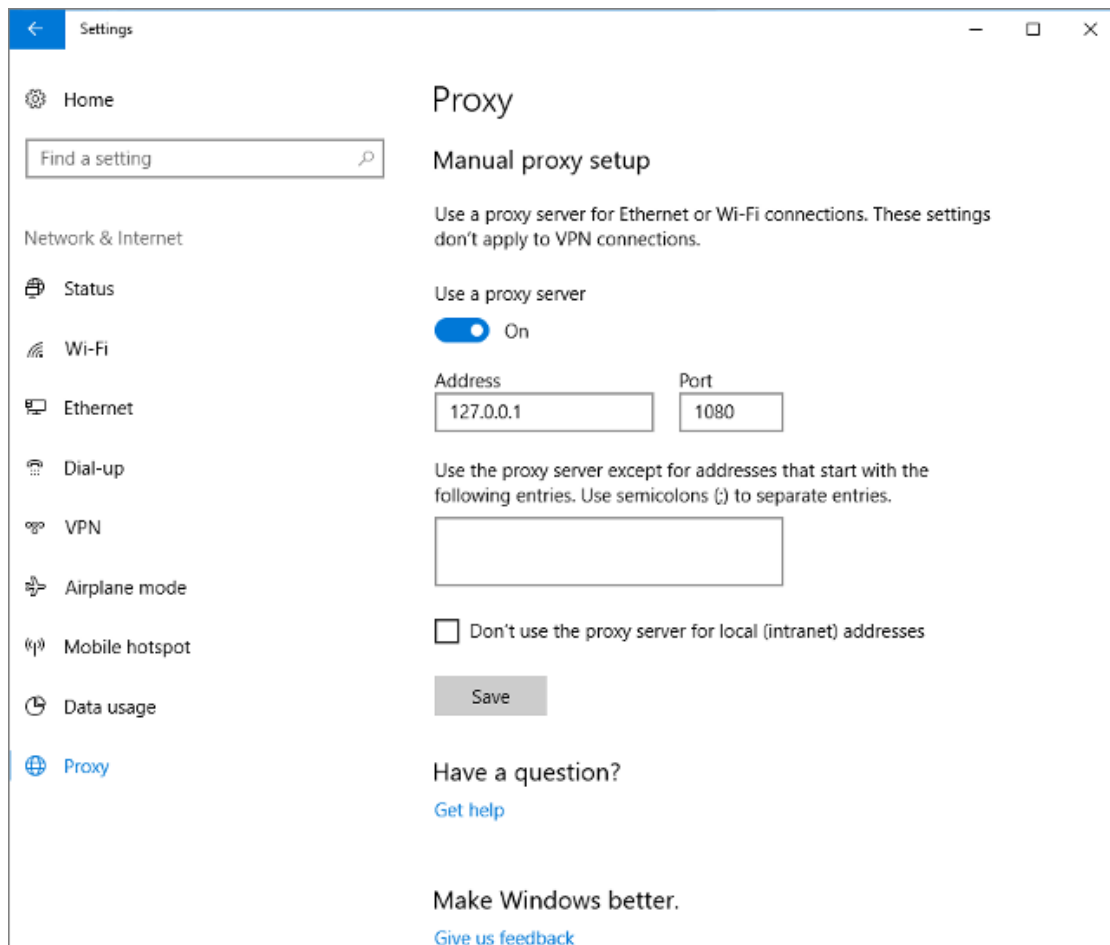 Settings
Home
Find a setting
Network & Internet
Status
Wi-Fi
Ethernet
Dial-up
VPN
Airplane mode
Mobile hotspot
Data usage
Proxy
Proxy
Manual proxy setup
Use a proxy server for Ethernet or Wi-Fi connections. These settings
don't apply to VPN connections.
Use a proxy server
On
Address Port
127.0.0.1 1080
Use the proxy server except for addresses that start with the
following entries. Use semicolons (;) to separate entries.
Don't use the proxy server for local (intranet) addresses
Save
Have a question?
Get help
Make Windows better.
Give us feedback